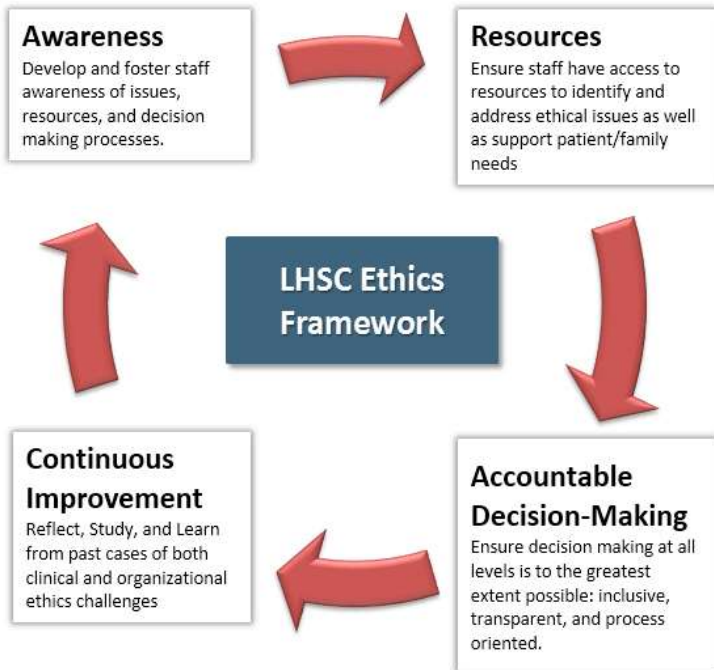 Awareness
Develop and foster staff
awareness of issues,
resources, and decision
making processes.
Resources
Ensure staff have access to
resources to identify and
address ethical issues as well
as support patient/family
needs
LHSC Ethics
Framework
Continuous
Improvement
Reflect, Study, and Learn
from past cases of both
clinical and organizational
ethics challenges
Accountable
Decision-Making
Ensure decision making at all
levels is to the greatest
extent possible: inclusive,
transparent, and process
oriented.